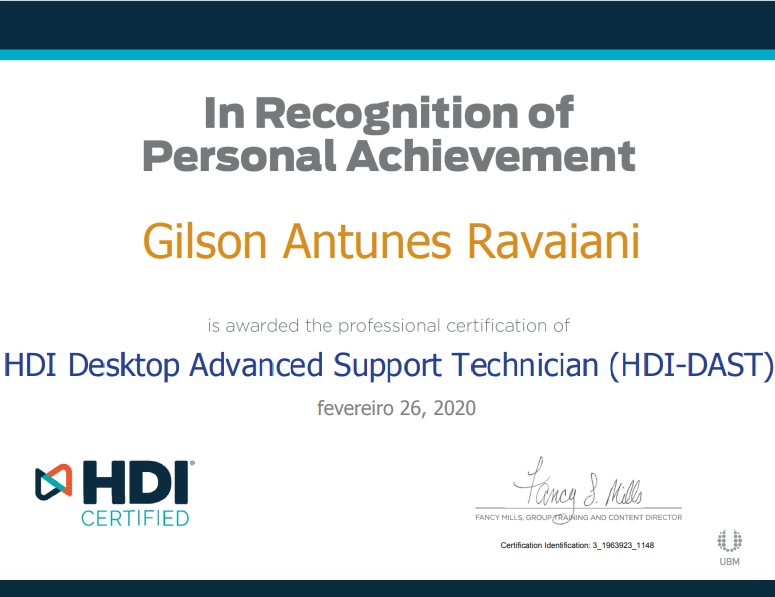 In Recognition of
Personal Achievement
Gilson Antunes Ravaiani
is awarded the professional certification of
HDI Desktop Advanced Support Technician (HDI-DAST)
fevereiro 26, 2020
HDI®
CERTIFIED
Fancy S. Mills
FANCY MILLS, GROUP TRAINING AND CONTENT DIRECTOR
Certification Identification: 3_1963923_1148
UBM